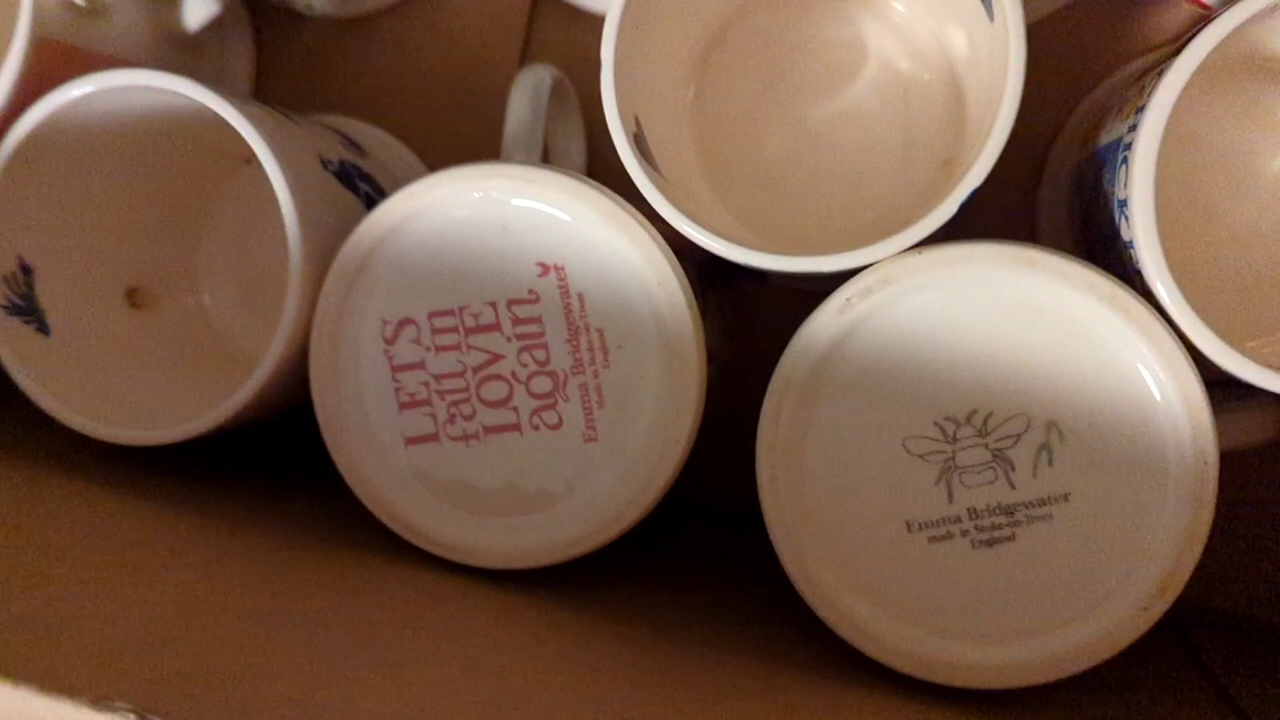 LET'S
fall in
LOVE
again
Emma Bridgewater
Made in Stoke-on-Trent
England
Emma Bridgewater
made in Stoke-on-Trent
England